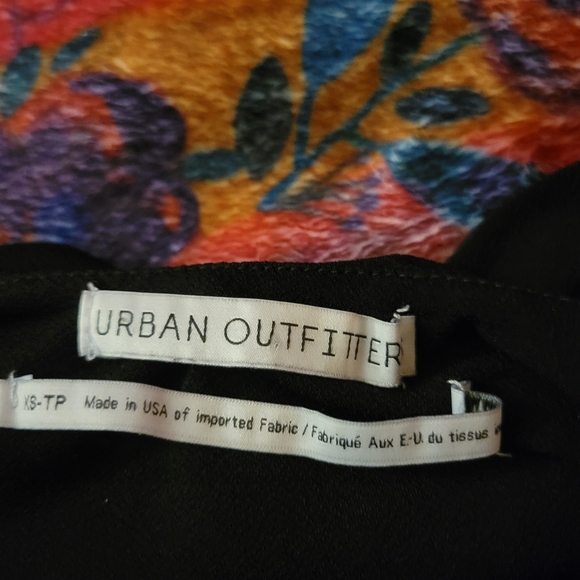 URBAN OUTFITTER
XS-TP Made in USA of imported Fabric / Fabriqué Aux E.-U. du tissus